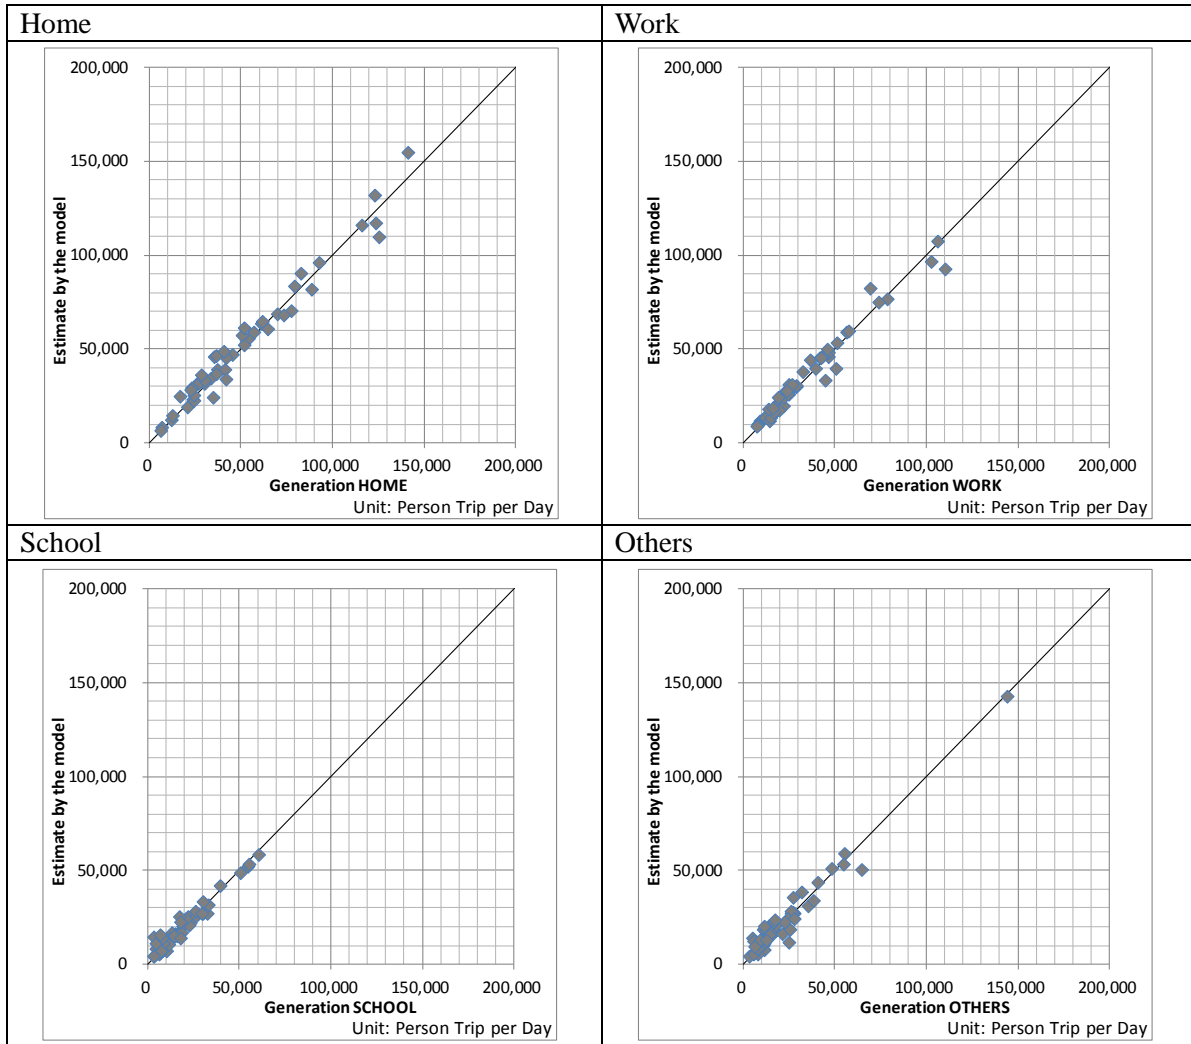 Home
200,000
150,000
100,000
50,000
0
0 50,000 100,000 150,000 200,000
Estimate by the model
Generation HOME
Unit: Person Trip per Day
Work
200,000
150,000
100,000
50,000
0
0 50,000 100,000 150,000 200,000
Estimate by the model
Generation WORK
Unit: Person Trip per Day
School
200,000
150,000
100,000
50,000
0
0 50,000 100,000 150,000 200,000
Estimate by the model
Generation SCHOOL
Unit: Person Trip per Day
Others
200,000
150,000
100,000
50,000
0
0 50,000 100,000 150,000 200,000
Estimate by the model
Generation OTHERS
Unit: Person Trip per Day